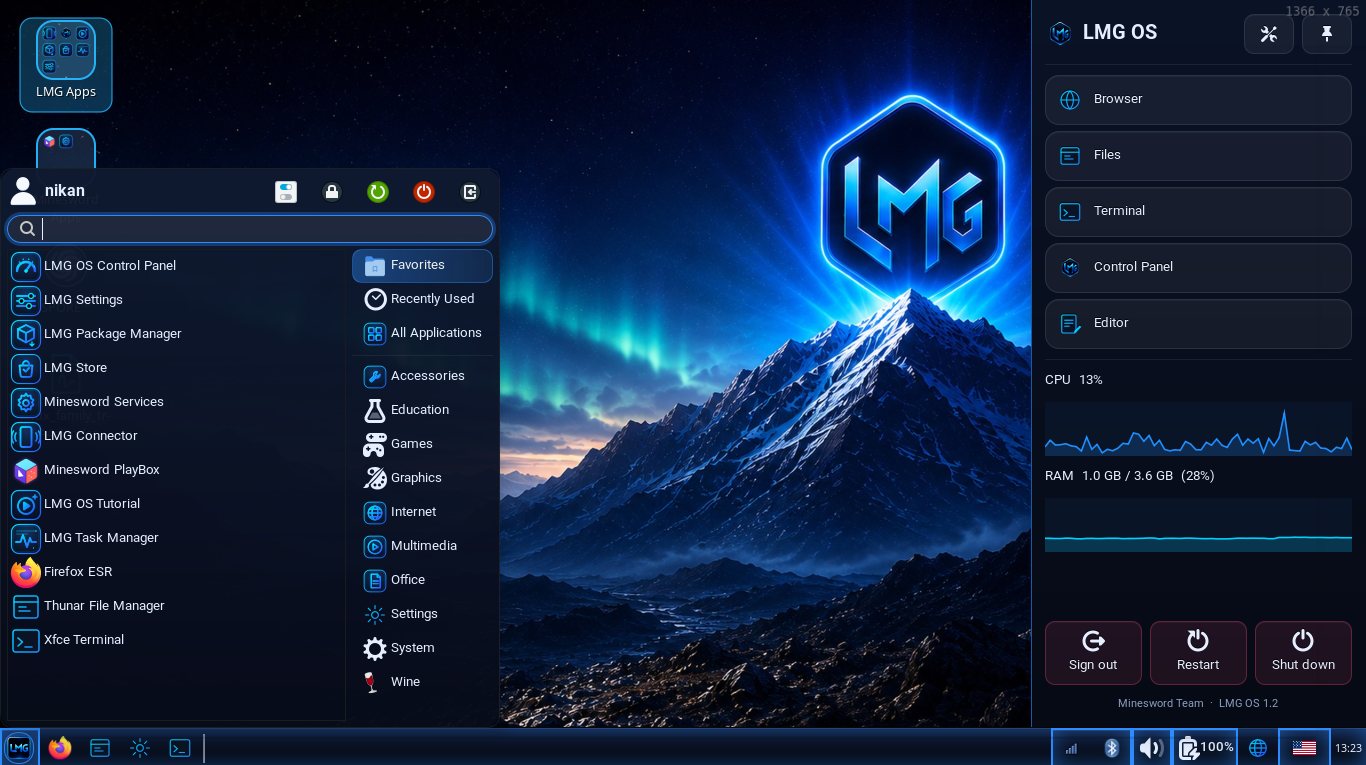 1366 x 765
LMG Apps
LMG
nikan
LMG OS Control Panel
LMG Settings
LMG Package Manager
LMG Store
Minesword Services
LMG Connector
Minesword PlayBox
LMG OS Tutorial
LMG Task Manager
Firefox ESR
Thunar File Manager
Xfce Terminal
Favorites
Recently Used
All Applications
Accessories
Education
Games
Graphics
Internet
Multimedia
Office
Settings
System
Wine
LMG OS
Browser
Files
Terminal
Control Panel
Editor
CPU 13%
RAM 1.0 GB / 3.6 GB (28%)
Sign out
Restart
Shut down
Minesword Team · LMG OS 1.2
LMG
100%
13:23